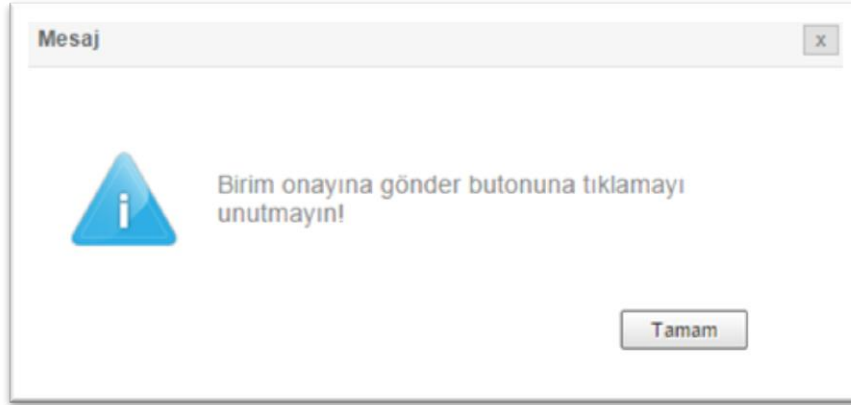 Mesaj
x
Birim onayına gönder butonuna tıklamayı
unutmayın!
Tamam